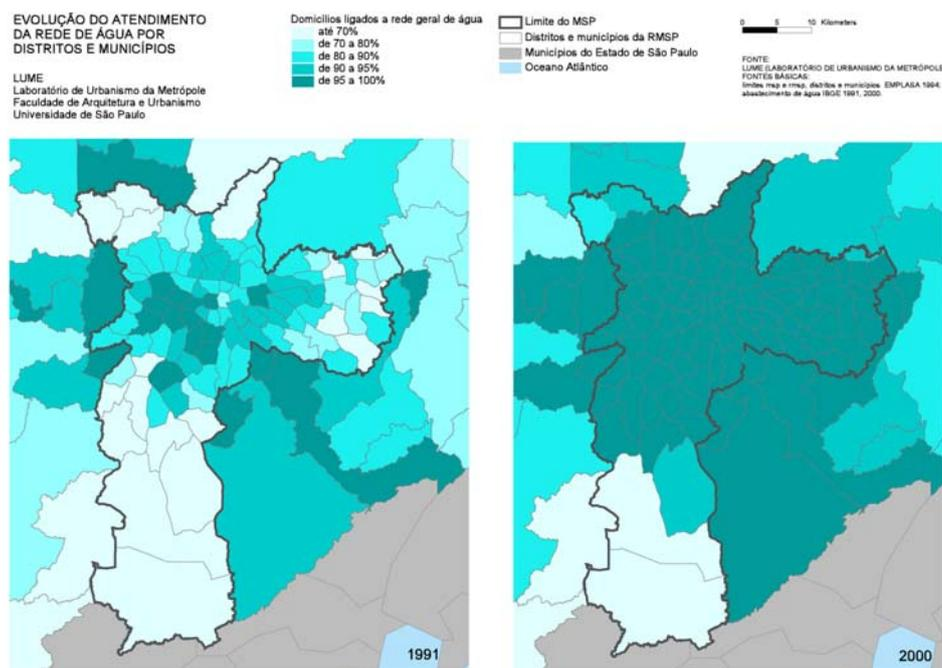 EVOLUÇÃO DO ATENDIMENTO
DA REDE DE ÁGUA POR
DISTRITOS E MUNICÍPIOS
LUME
Laboratório de Urbanismo da Metrópole
Faculdade de Arquitetura e Urbanismo
Universidade de São Paulo
Domicílios ligados a rede geral de água
até 70%
de 70 a 80%
de 80 a 90%
de 90 a 95%
de 95 a 100%
Limite do MSP
Distritos e municípios da RMSP
Municípios do Estado de São Paulo
Oceano Atlântico
0 5 10 Kilometers
FONTE:
LUME (LABORATÓRIO DE URBANISMO DA METRÓPOLE
FONTES BÁSICAS:
limites msp e rmsp, distritos e municípios EMPLASA 1994;
abastecimento de água IBGE 1991, 2000.
1991
2000